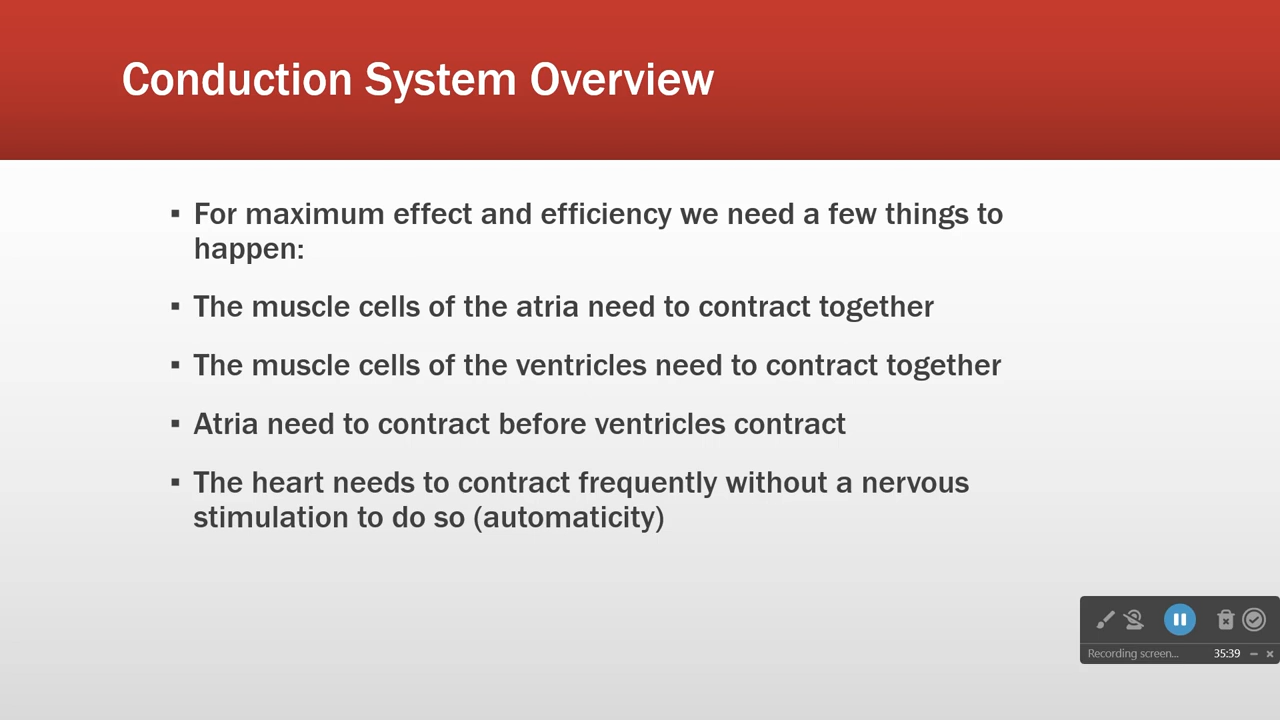 Conduction System Overview
▪ For maximum effect and efficiency we need a few things to
happen:
▪ The muscle cells of the atria need to contract together
▪ The muscle cells of the ventricles need to contract together
▪ Atria need to contract before ventricles contract
▪ The heart needs to contract frequently without a nervous
stimulation to do so (automaticity)
Recording screen... 35:39